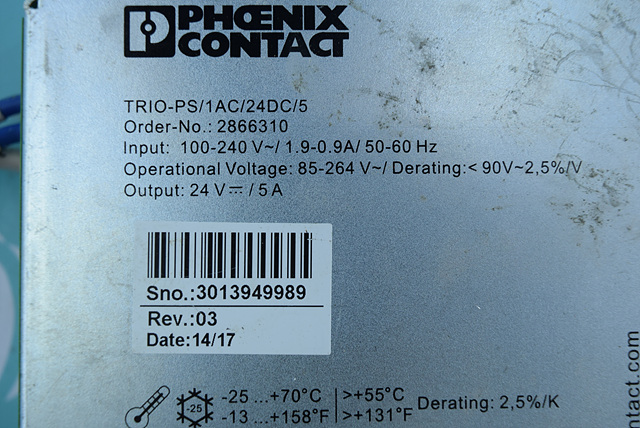 PHOENIX
CONTACT
TRIO-PS/1AC/24DC/5
Order-No.: 2866310
Input: 100-240 V~/ 1.9-0.9A/ 50-60 Hz
Operational Voltage: 85-264 V~/ Derating:< 90V~2,5%/V
Output: 24 V⎓ / 5 A
Sno.:3013949989
Rev.:03
Date:14/17
-25
-25 ...+70°C >+55°C
-13 ...+158°F >+131°F
Derating: 2,5%/K
ntact.com